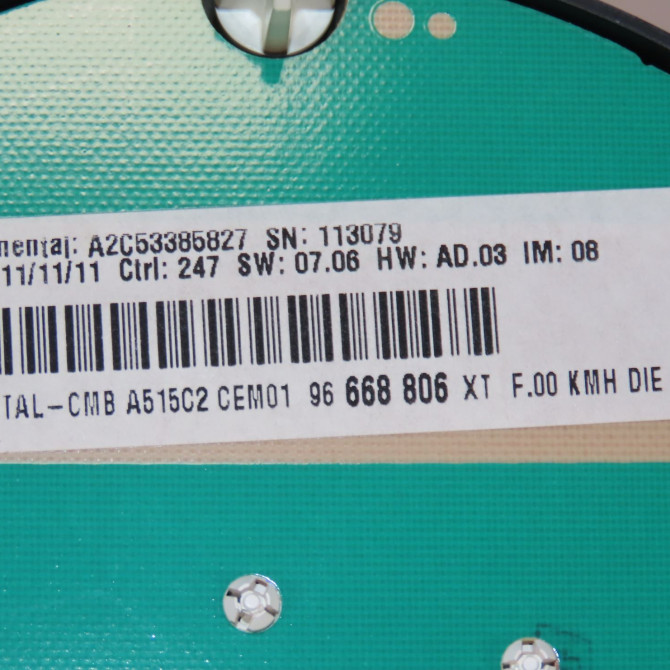 nental: A2C53385827 SN: 113079
11/11/11 Ctrl: 247 SW: 07.06 HW: AD.03 IM: 08
TAL-CMB A515C2 CEM01 96 668 806 XT F.00 KMH DIE